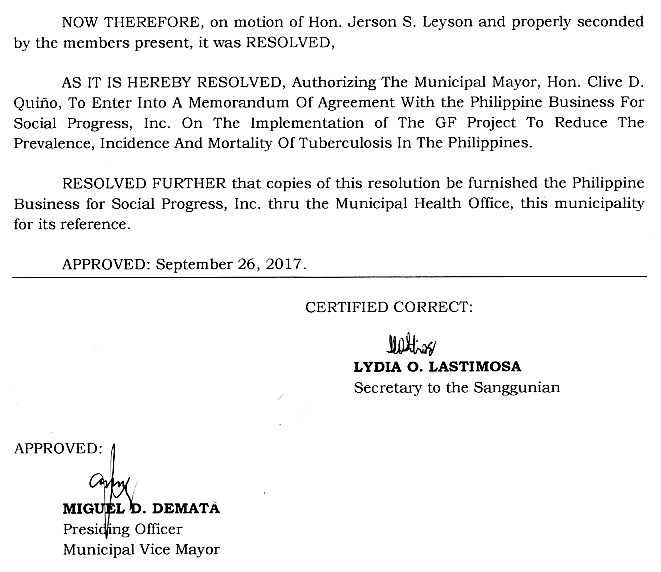 NOW THEREFORE, on motion of Hon. Jerson S. Leyson and properly seconded
by the members present, it was RESOLVED,
AS IT IS HEREBY RESOLVED, Authorizing The Municipal Mayor, Hon. Clive D.
Quiño, To Enter Into A Memorandum Of Agreement With the Philippine Business For
Social Progress, Inc. On The Implementation of The GF Project To Reduce The
Prevalence, Incidence And Mortality Of Tuberculosis In The Philippines.
RESOLVED FURTHER that copies of this resolution be furnished the Philippine
Business for Social Progress, Inc. thru the Municipal Health Office, this municipality
for its reference.
APPROVED: September 26, 2017.
CERTIFIED CORRECT:
LYDIA O. LASTIMOSA
Secretary to the Sanggunian
APPROVED:
MIGUEL D. DEMATA
Presiding Officer
Municipal Vice Mayor